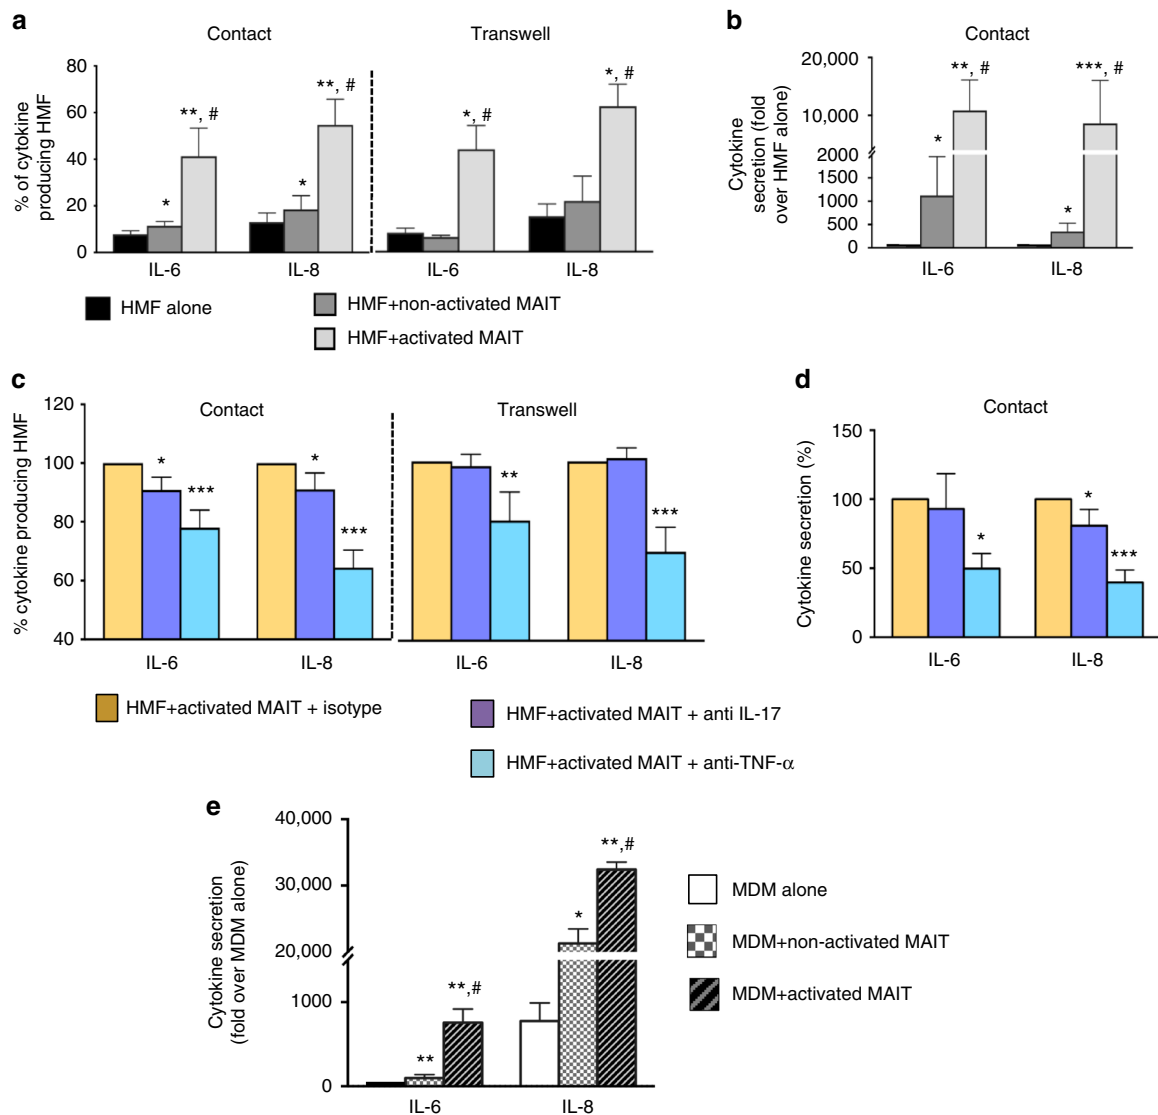 a
Contact
Transwell
% of cytokine
producing HMF
80
60
40
20
0
*
**, #
*
**, #
*, #
*, #
IL-6
IL-8
IL-6
IL-8
HMF alone
HMF+non-activated MAIT
HMF+activated MAIT
b
Contact
Cytokine
secretion (fold
over HMF alone)
20,000
10,000
2000
1500
1000
500
0
*
**, #
*
***, #
IL-6
IL-8
c
Contact
Transwell
% cytokine producing HMF
120
100
80
60
40
*
***
*
***
**
***
IL-6
IL-8
IL-6
IL-8
d
Contact
Cytokine secretion (%)
150
100
50
0
*
*
***
IL-6
IL-8
HMF+activated MAIT + isotype
HMF+activated MAIT + anti IL-17
HMF+activated MAIT + anti-TNF-α
e
Cytokine secretion
(fold over MDM alone)
40,000
30,000
20,000
1000
0
**
**,#
*
**,#
IL-6
IL-8
MDM alone
MDM+non-activated MAIT
MDM+activated MAIT